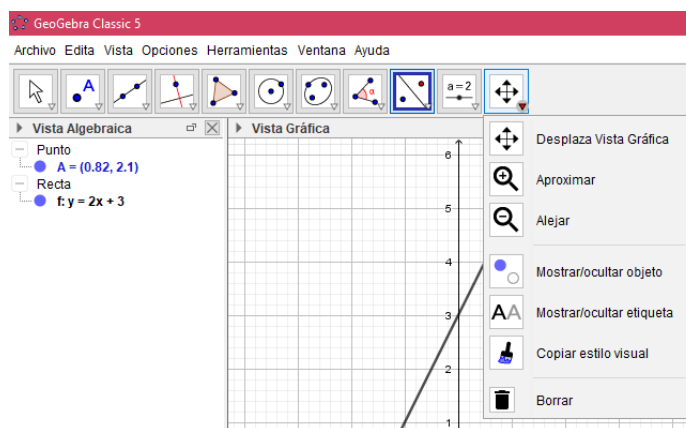 GeoGebra Classic 5
Archivo Edita Vista Opciones Herramientas Ventana Ayuda
A
α
a=2
Vista Algebraica
Punto
A = (0.82, 2.1)
Recta
f: y = 2x + 3
Vista Gráfica
6
5
4
3
2
1
Desplaza Vista Gráfica
Aproximar
Alejar
Mostrar/ocultar objeto
AA Mostrar/ocultar etiqueta
Copiar estilo visual
Borrar